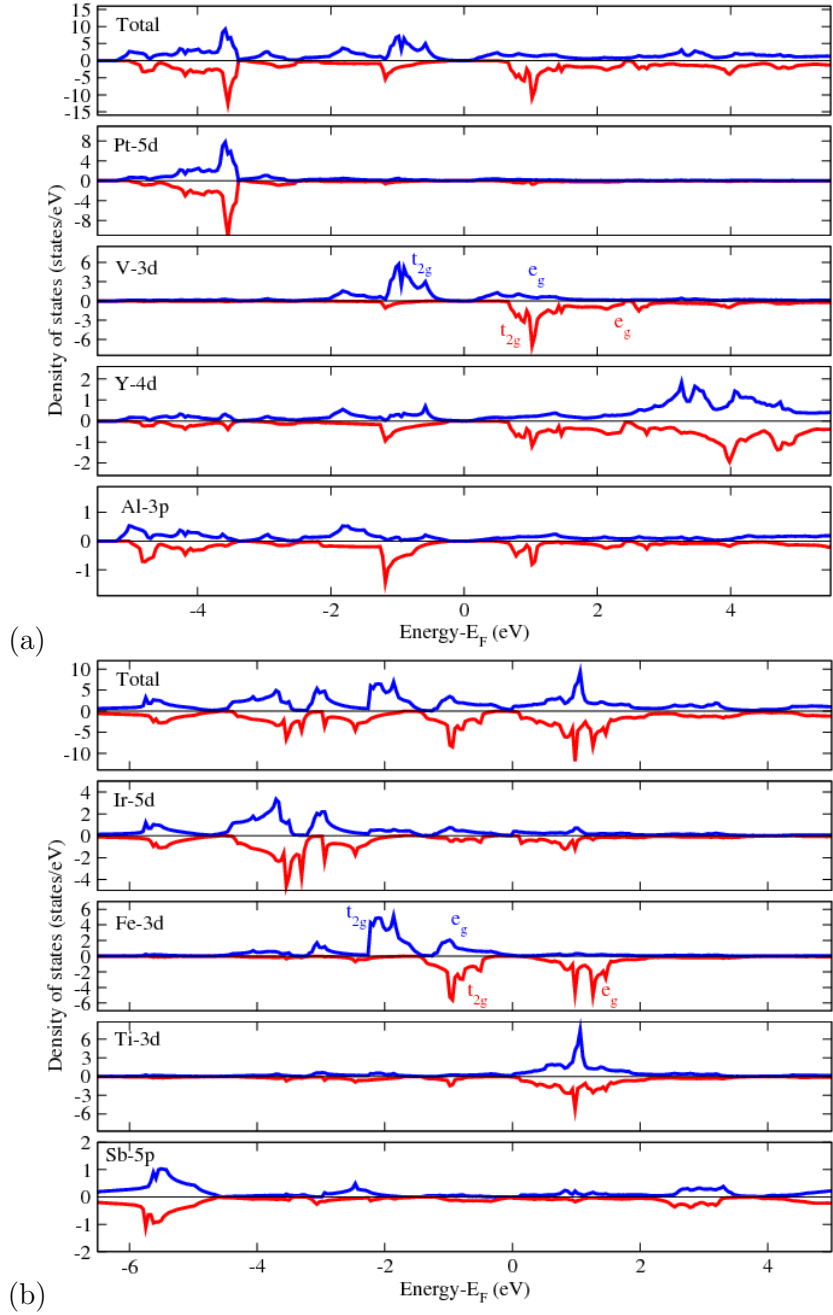 Total
15
10
5
0
-5
-10
-15
Pt-5d
8
4
0
-4
-8
V-3d
t2g
eg
6
3
0
-3
-6
t2g
eg
Y-4d
2
1
0
-1
-2
Al-3p
1
0
-1
Density of states (states/eV)
-4
-2
0
2
4
Energy-EF (eV)
(a)
Total
10
5
0
-5
-10
Ir-5d
4
2
0
-2
-4
Fe-3d
t2g
eg
6
4
2
0
-2
-4
-6
t2g
eg
Ti-3d
6
3
0
-3
-6
Sb-5p
2
1
0
-1
-2
Density of states (states/eV)
-6
-4
-2
0
2
4
Energy-EF (eV)
(b)